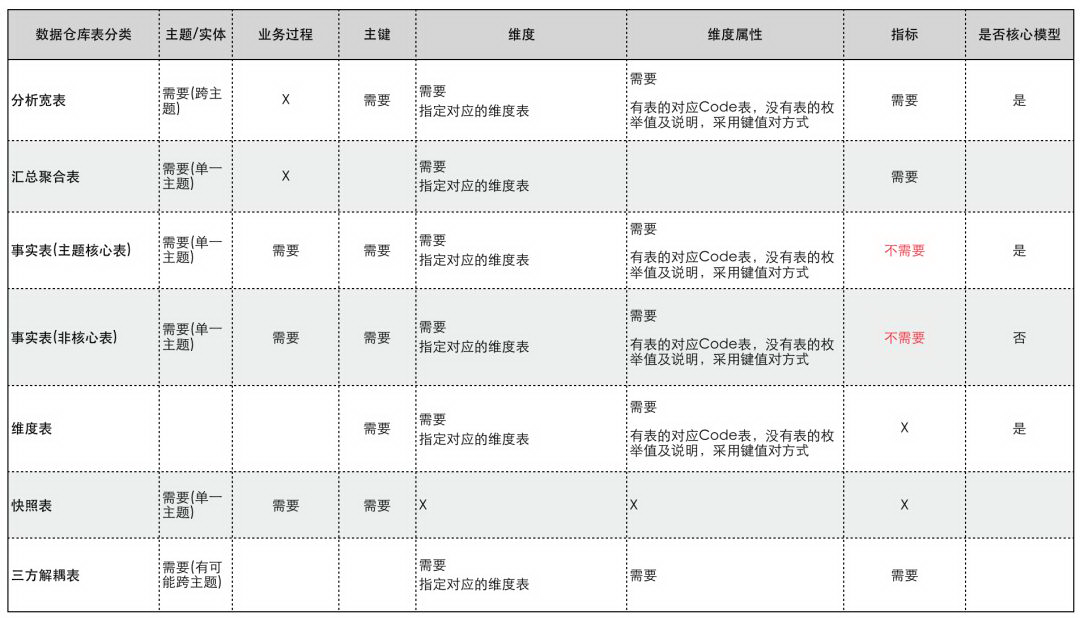 数据仓库表分类 主题/实体 业务过程 主键 维度 维度属性 指标 是否核心模型
分析宽表
需要(跨主
题)
X
需要
需要
指定对应的维度表
需要
有表的对应Code表，没有表的枚
举值及说明，采用键值对方式
需要
是
汇总聚合表
需要(单一
主题)
X
需要
指定对应的维度表
需要
事实表(主题核心表)
需要(单一
主题)
需要
需要
需要
指定对应的维度表
需要
有表的对应Code表，没有表的枚
举值及说明，采用键值对方式
不需要
是
事实表(非核心表)
需要(单一
主题)
需要
需要
需要
指定对应的维度表
需要
有表的对应Code表，没有表的枚
举值及说明，采用键值对方式
不需要
否
维度表
需要
需要
指定对应的维度表
需要
有表的对应Code表，没有表的枚
举值及说明，采用键值对方式
X
是
快照表
需要(单一
主题)
需要
需要
X
X
X
三方解耦表
需要(有可
能跨主题)
需要
指定对应的维度表
需要
需要